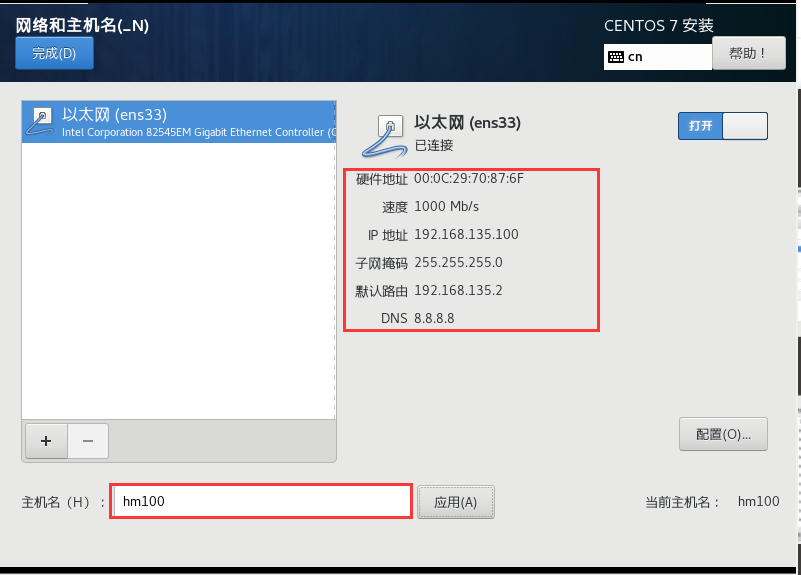 网络和主机名(_N)
CENTOS 7 安装
完成(D)
cn
帮助！
以太网 (ens33)
Intel Corporation 82545EM Gigabit Ethernet Controller (C
以太网 (ens33)
已连接
打开
硬件地址 00:0C:29:70:87:6F
速度 1000 Mb/s
IP 地址 192.168.135.100
子网掩码 255.255.255.0
默认路由 192.168.135.2
DNS 8.8.8.8
+ −
配置(O)...
主机名（H）： hm100 应用(A) 当前主机名： hm100